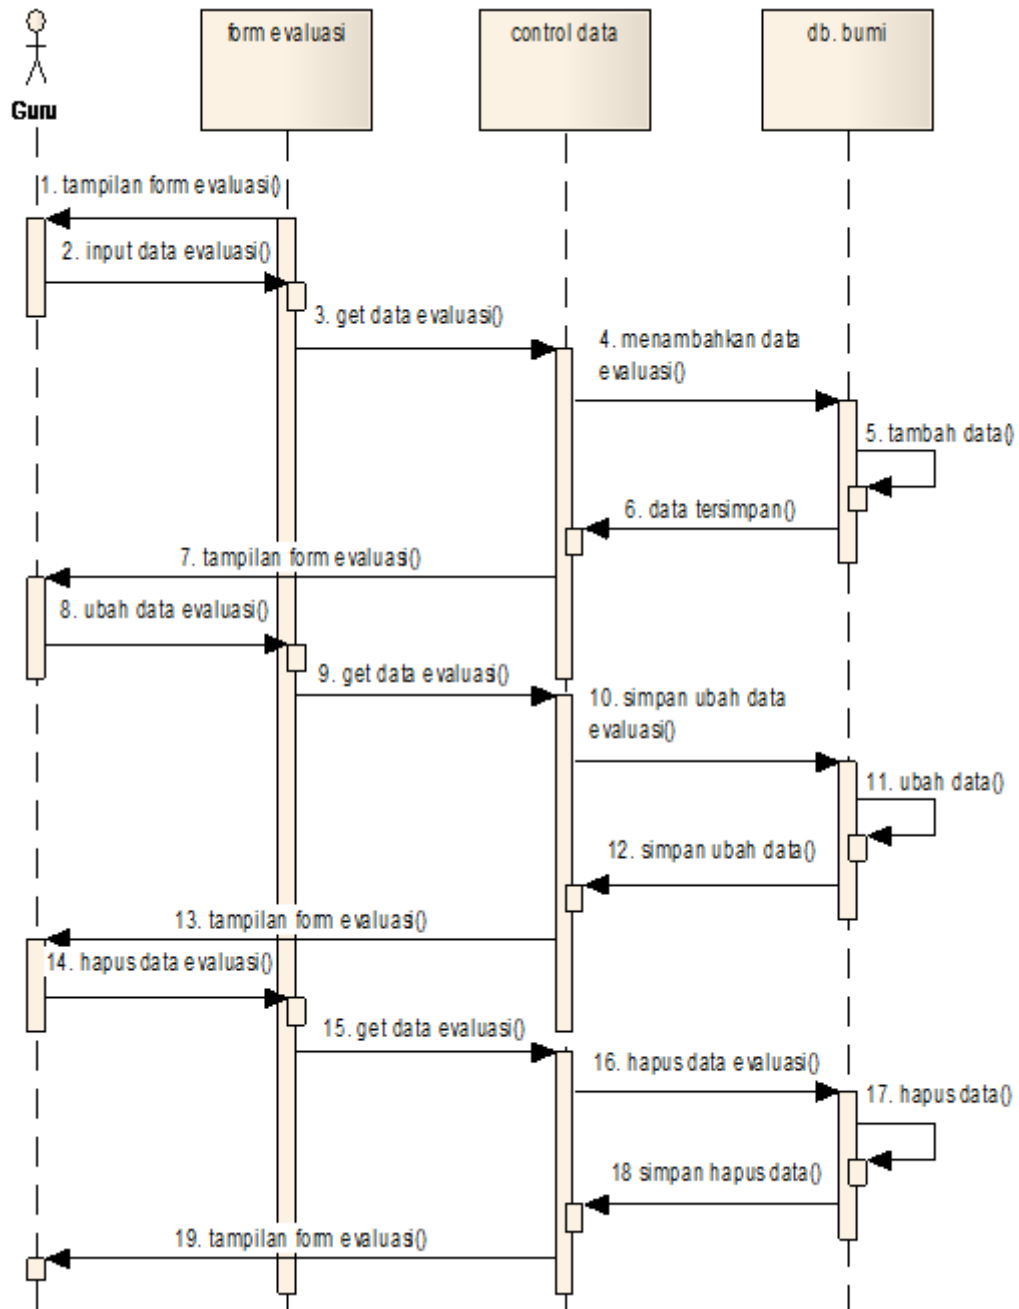 form evaluasi
control data
db. bumi
Guru
1. tampilan form evaluasi()
2. input data evaluasi()
3. get data evaluasi()
4. menambahkan data
evaluasi()
5. tambah data()
6. data tersimpan()
7. tampilan form evaluasi()
8. ubah data evaluasi()
9. get data evaluasi()
10. simpan ubah data
evaluasi()
11. ubah data()
12. simpan ubah data()
13. tampilan form evaluasi()
14. hapus data evaluasi()
15. get data evaluasi()
16. hapus data evaluasi()
17. hapus data()
18 simpan hapus data()
19. tampilan form evaluasi()